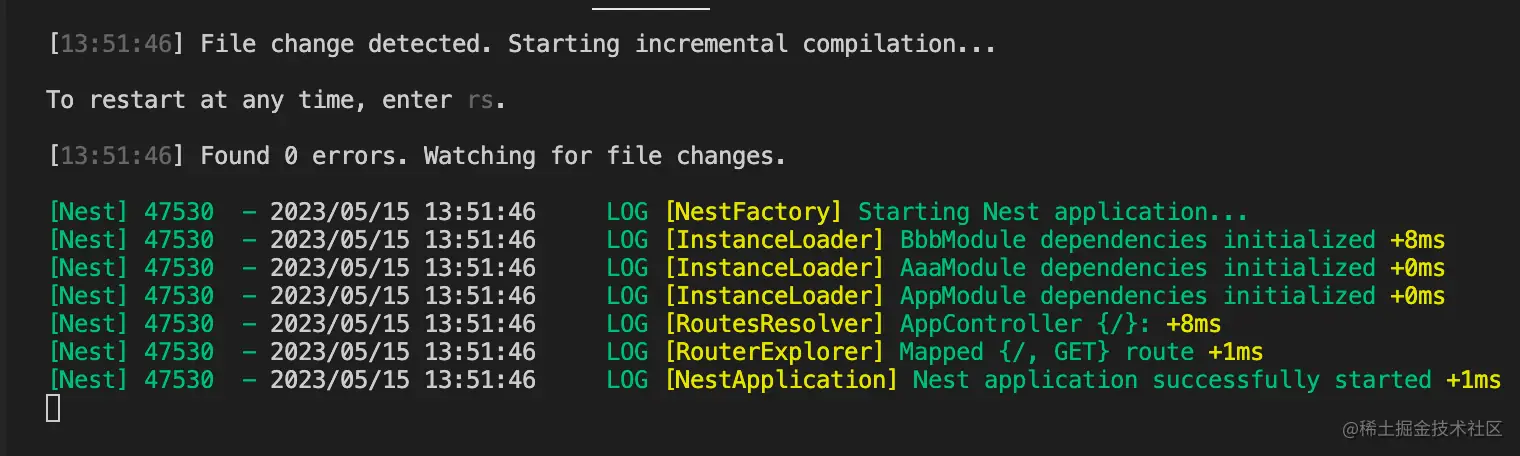 [13:51:46] File change detected. Starting incremental compilation...
To restart at any time, enter rs.
[13:51:46] Found 0 errors. Watching for file changes.
[Nest] 47530  - 2023/05/15 13:51:46     LOG [NestFactory] Starting Nest application...
[Nest] 47530  - 2023/05/15 13:51:46     LOG [InstanceLoader] BbbModule dependencies initialized +8ms
[Nest] 47530  - 2023/05/15 13:51:46     LOG [InstanceLoader] AaaModule dependencies initialized +0ms
[Nest] 47530  - 2023/05/15 13:51:46     LOG [InstanceLoader] AppModule dependencies initialized +0ms
[Nest] 47530  - 2023/05/15 13:51:46     LOG [RoutesResolver] AppController {/}: +8ms
[Nest] 47530  - 2023/05/15 13:51:46     LOG [RouterExplorer] Mapped {/, GET} route +1ms
[Nest] 47530  - 2023/05/15 13:51:46     LOG [NestApplication] Nest application successfully started +1ms
@稀土掘金技术社区